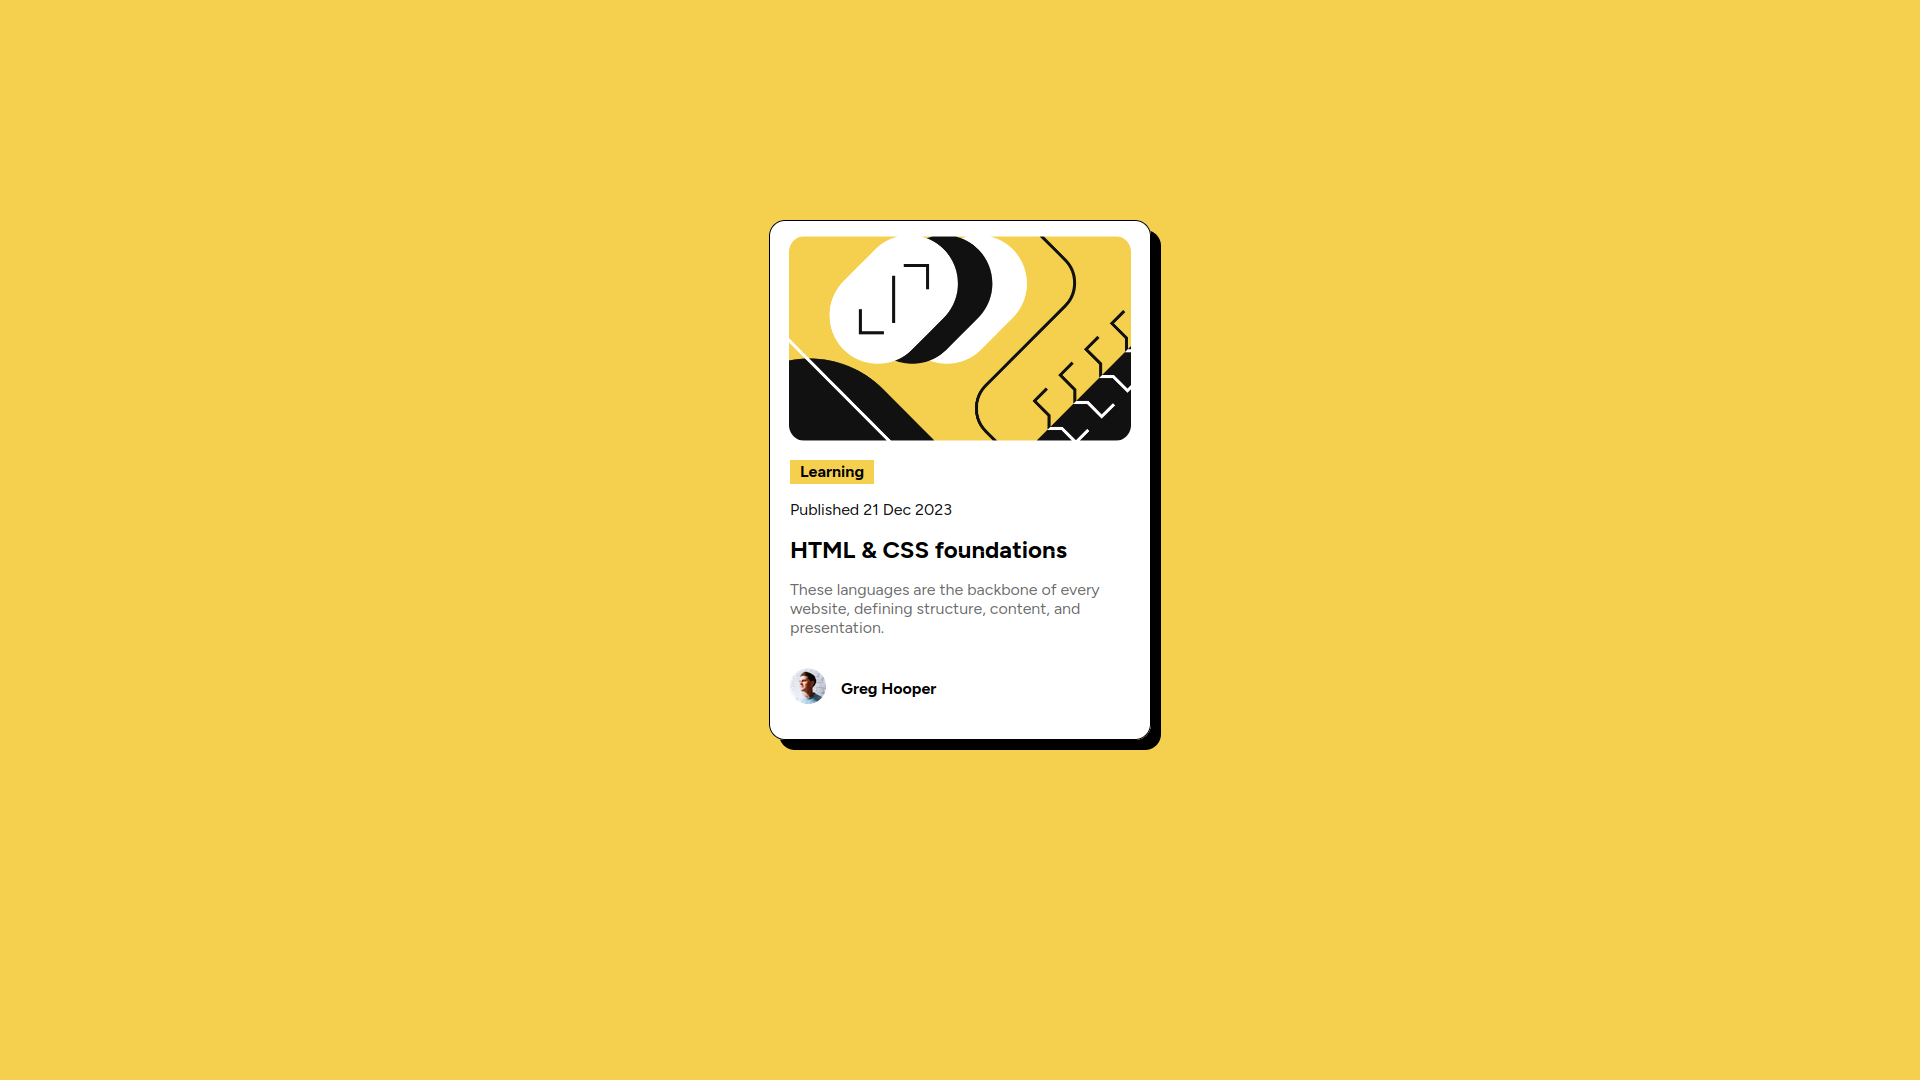 Learning
Published 21 Dec 2023
HTML & CSS foundations
These languages are the backbone of every
website, defining structure, content, and
presentation.
Greg Hooper